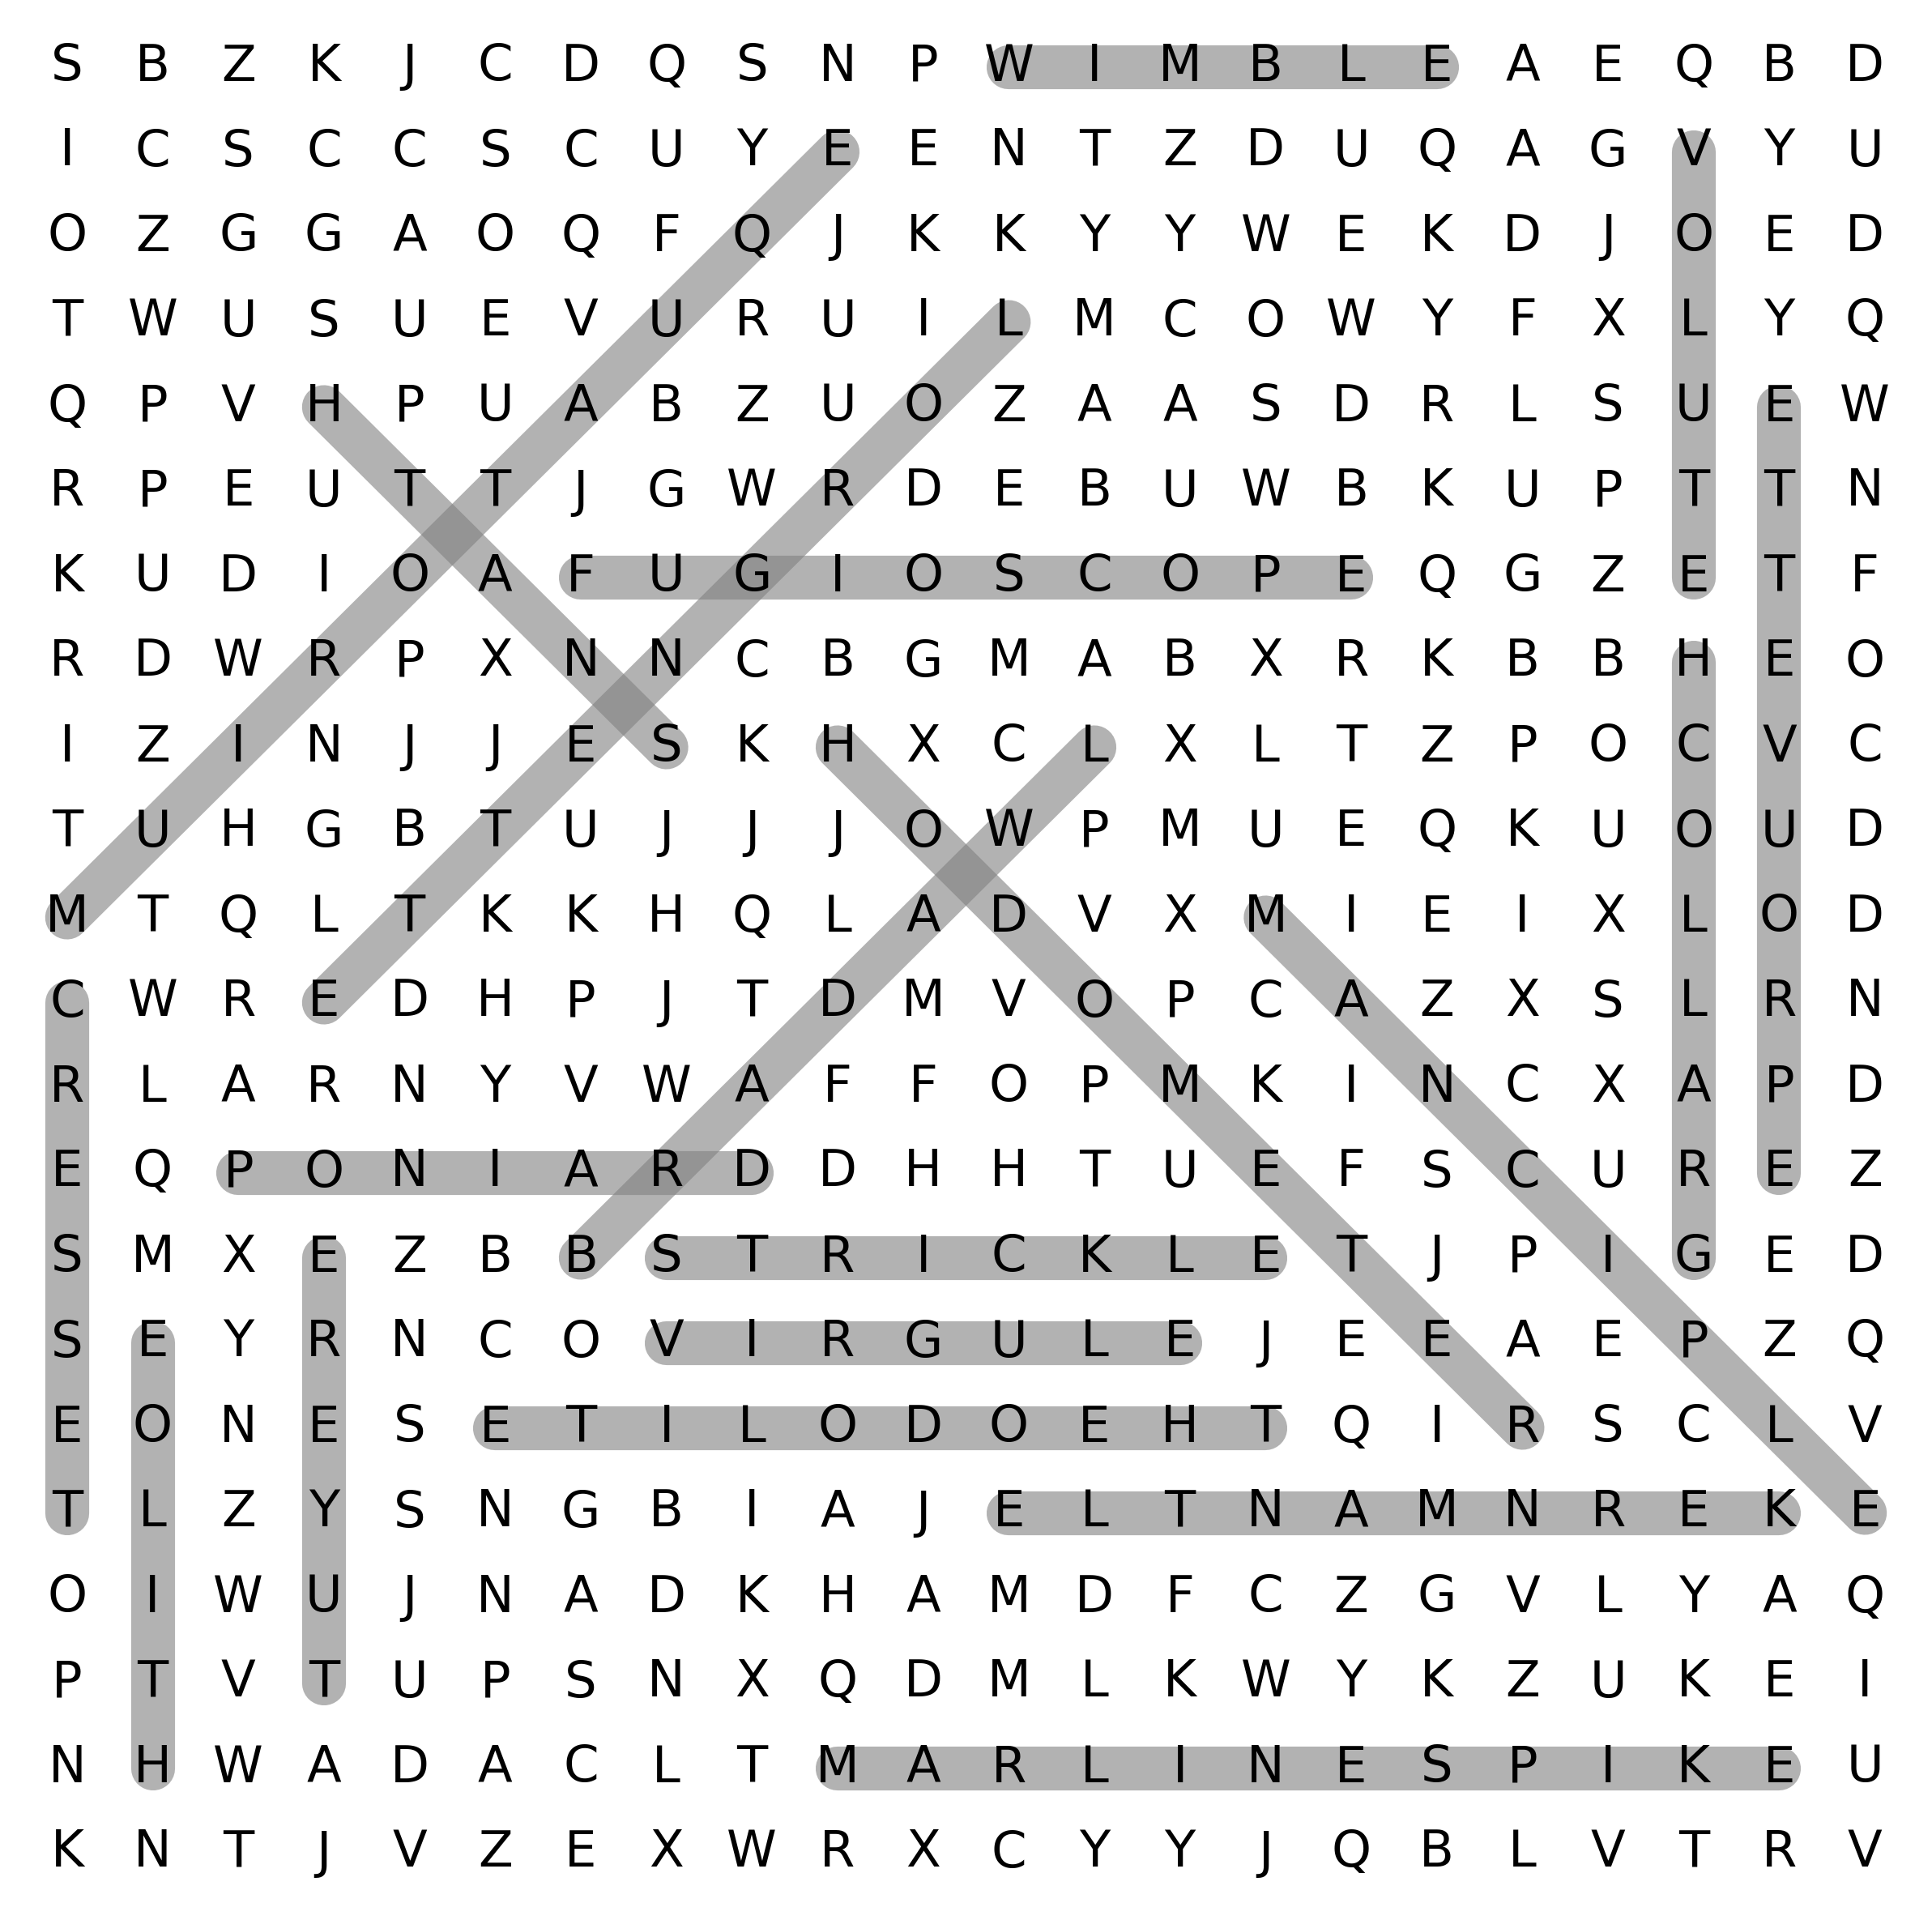 S B Z K J C D Q S N P W I M B L E A E Q B D
I C S C C S C U Y E E N T Z D U Q A G V Y U
O Z G G A O Q F Q J K K Y Y W E K D J O E D
T W U S U E V U R U I L M C O W Y F X L Y Q
Q P V H P U A B Z U O Z A A S D R L S U E W
R P E U T T J G W R D E B U W B K U P T T N
K U D I O A F U G I O S C O P E Q G Z E T F
R D W R P X N N C B G M A B X R K B B H E O
I Z I N J J E S K H X C L X L T Z P O C V C
T U H G B T U J J J O W P M U E Q K U O U D
M T Q L T K K H Q L A D V X M I E I X L O D
C W R E D H P J T D M V O P C A Z X S L R N
R L A R N Y V W A F F O P M K I N C X A P D
E Q P O N I A R D D H H T U E F S C U R E Z
S M X E Z B B S T R I C K L E T J P I G E D
S E Y R N C O V I R G U L E J E E A E P Z Q
E O N E S E T I L O D O E H T Q I R S C L V
T L Z Y S N G B I A J E L T N A M N R E K E
O I W U J N A D K H A M D F C Z G V L Y A Q
P T V T U P S N X Q D M L K W Y K Z U K E I
N H W A D A C L T M A R L I N E S P I K E U
K N T J V Z E X W R X C Y Y J Q B L V T R V